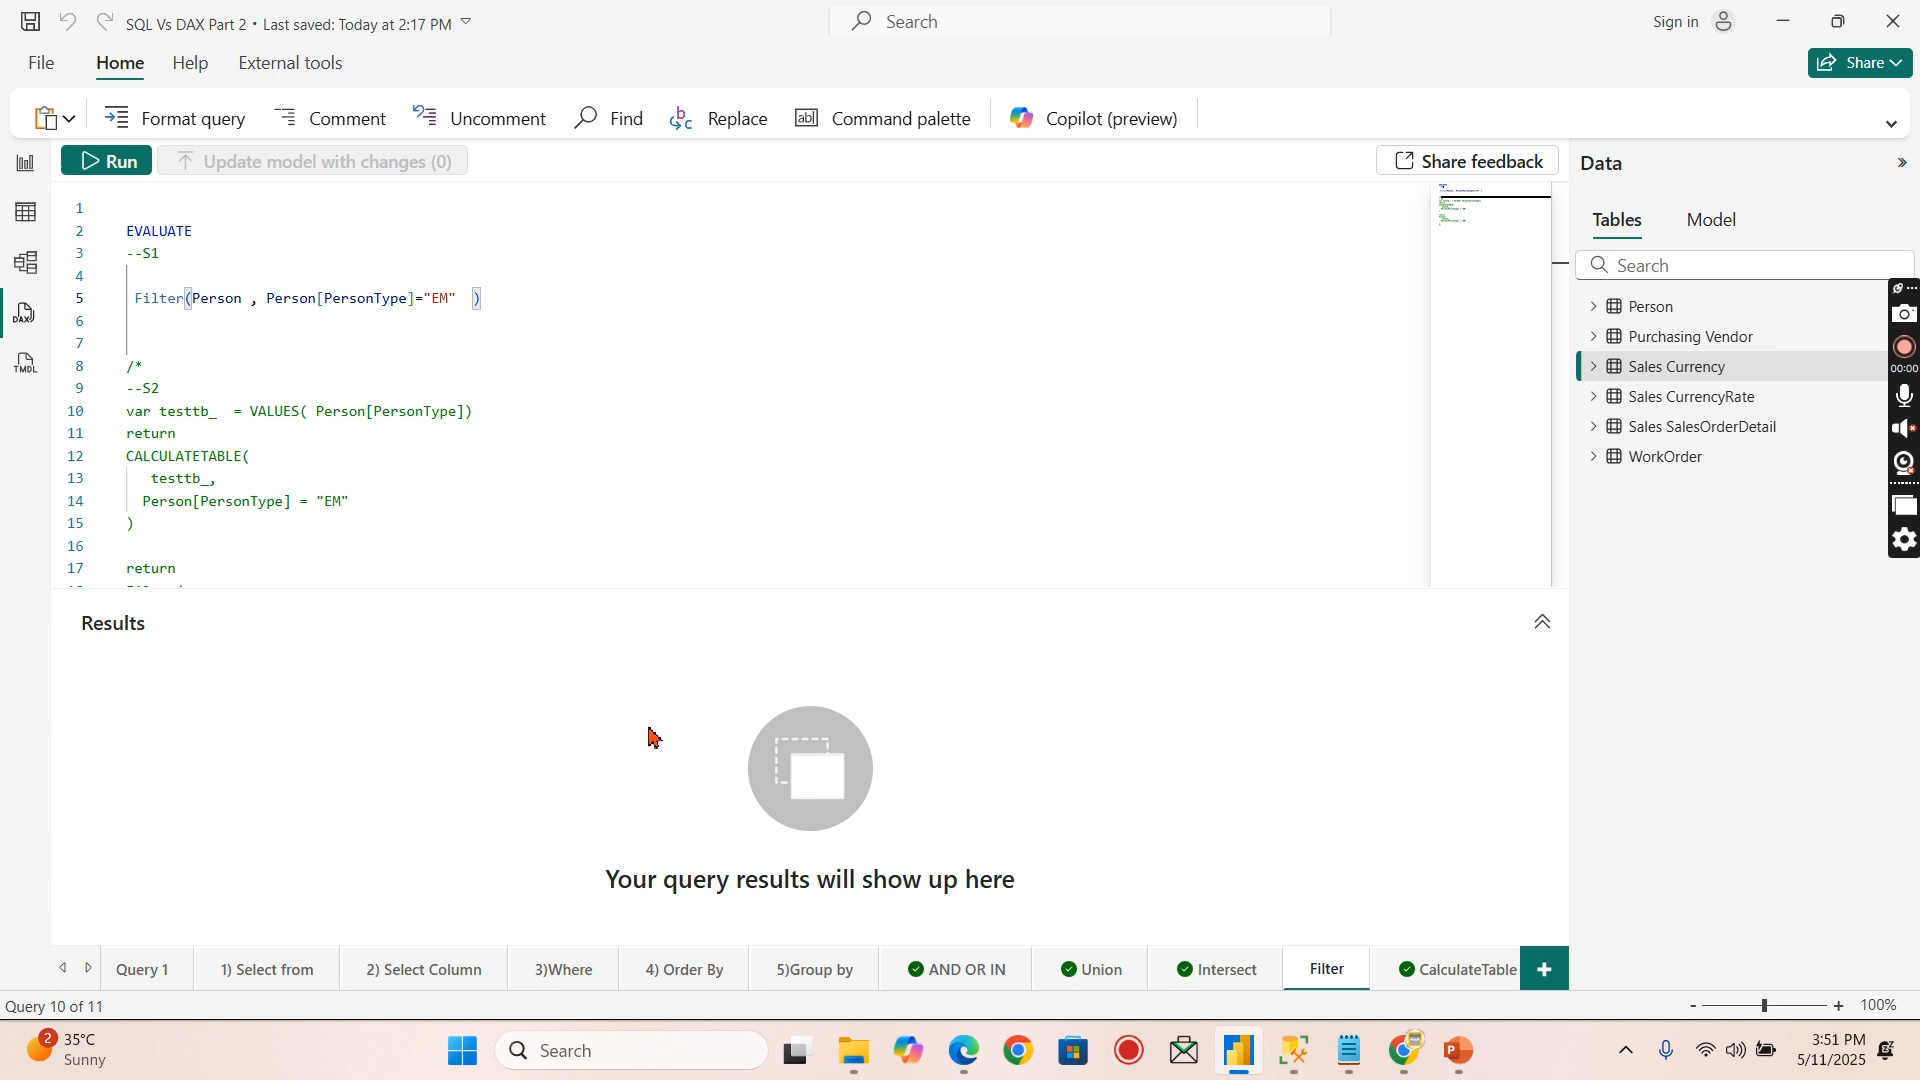 SQL Vs DAX Part 2 • Last saved: Today at 2:17 PM
Search
Sign in
File
Home
Help
External tools
Share
Format query
Comment
Uncomment
Find
Replace
Command palette
Copilot (preview)
Run
Update model with changes (0)
Share feedback
Data
Tables
Model
Search
Person
Purchasing Vendor
Sales Currency
Sales CurrencyRate
Sales SalesOrderDetail
WorkOrder
00:00
1
2 EVALUATE
3 --S1
4
5 Filter(Person , Person[PersonType]="EM" )
6
7
8 /*
9 --S2
10 var testtb_ = VALUES( Person[PersonType])
11 return
12 CALCULATETABLE(
13 testtb_,
14 Person[PersonType] = "EM"
15 )
16
17 return
Results
Your query results will show up here
Query 1
1) Select from
2) Select Column
3)Where
4) Order By
5)Group by
AND OR IN
Union
Intersect
Filter
CalculateTable
Query 10 of 11
- + 100%
2
35°C
Sunny
Search
3:51 PM
5/11/2025